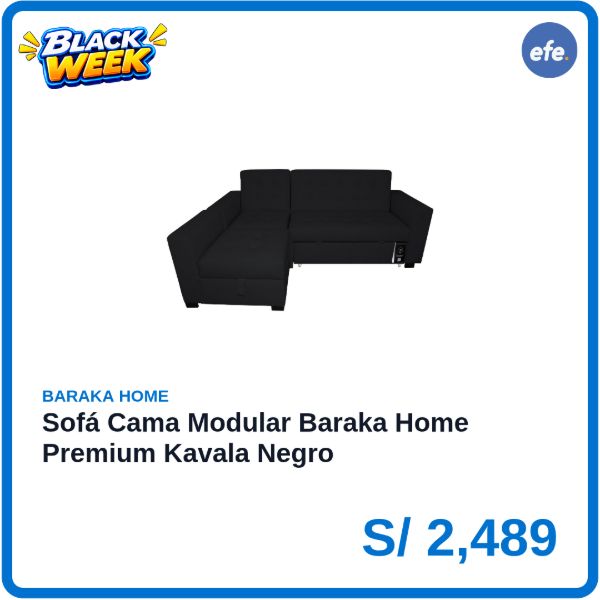 BLACK
WEEK
efe.
BARAKA HOME
Sofá Cama Modular Baraka Home
Premium Kavala Negro
S/ 2,489